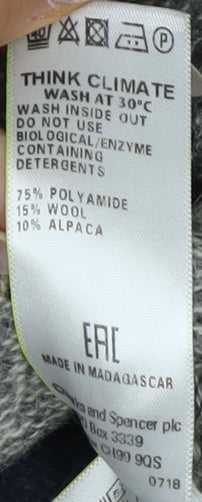 40 P
THINK CLIMATE
WASH AT 30°C
WASH INSIDE OUT
DO NOT USE
BIOLOGICAL/ENZYME
CONTAINING
DETERGENTS
75% POLYAMIDE
15% WOOL
10% ALPACA
EAC
MADE IN MADAGASCAR
and Spencer plc
Box 3339
CH99 9QS
0718